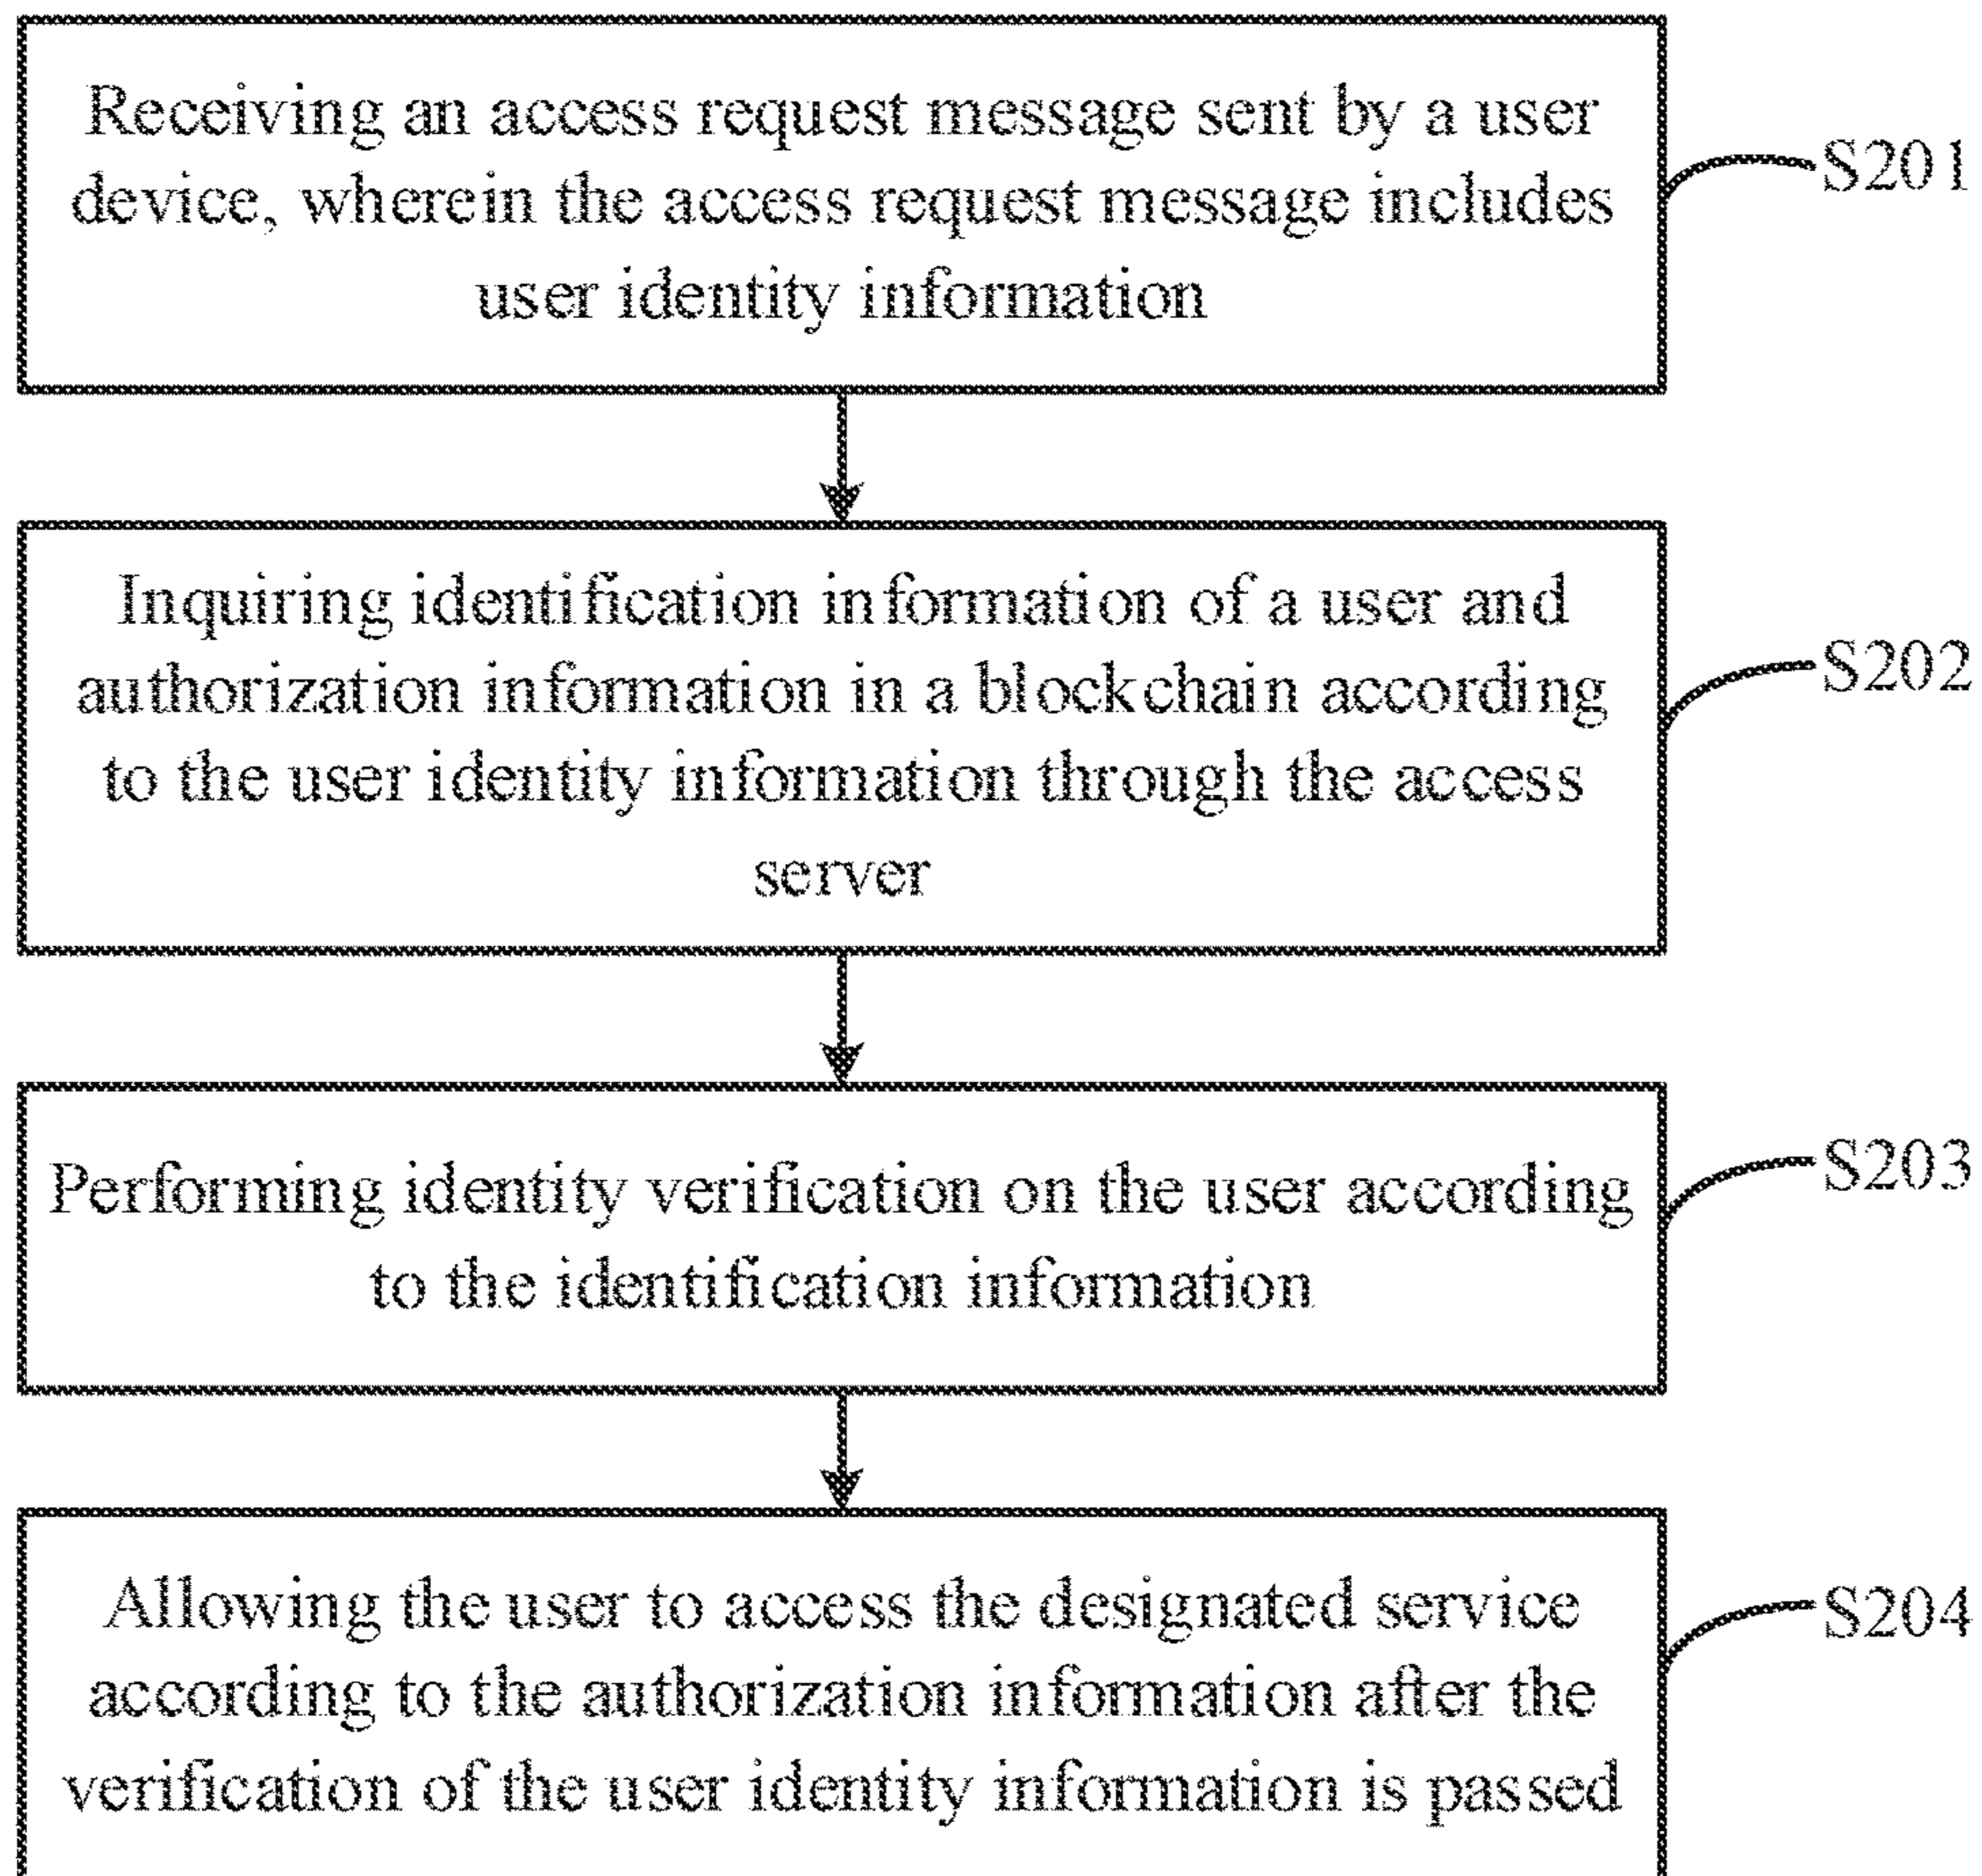 Receiving an access request message sent by a user
device, wherein the access request message includes
user identity information
S201
Inquiring identification information of a user and
authorization information in a blockchain according
to the user identity information through the access
server
S202
Performing identity verification on the user according
to the identification information
S203
Allowing the user to access the designated service
according to the authorization information after the
verification of the user identity information is passed
S204